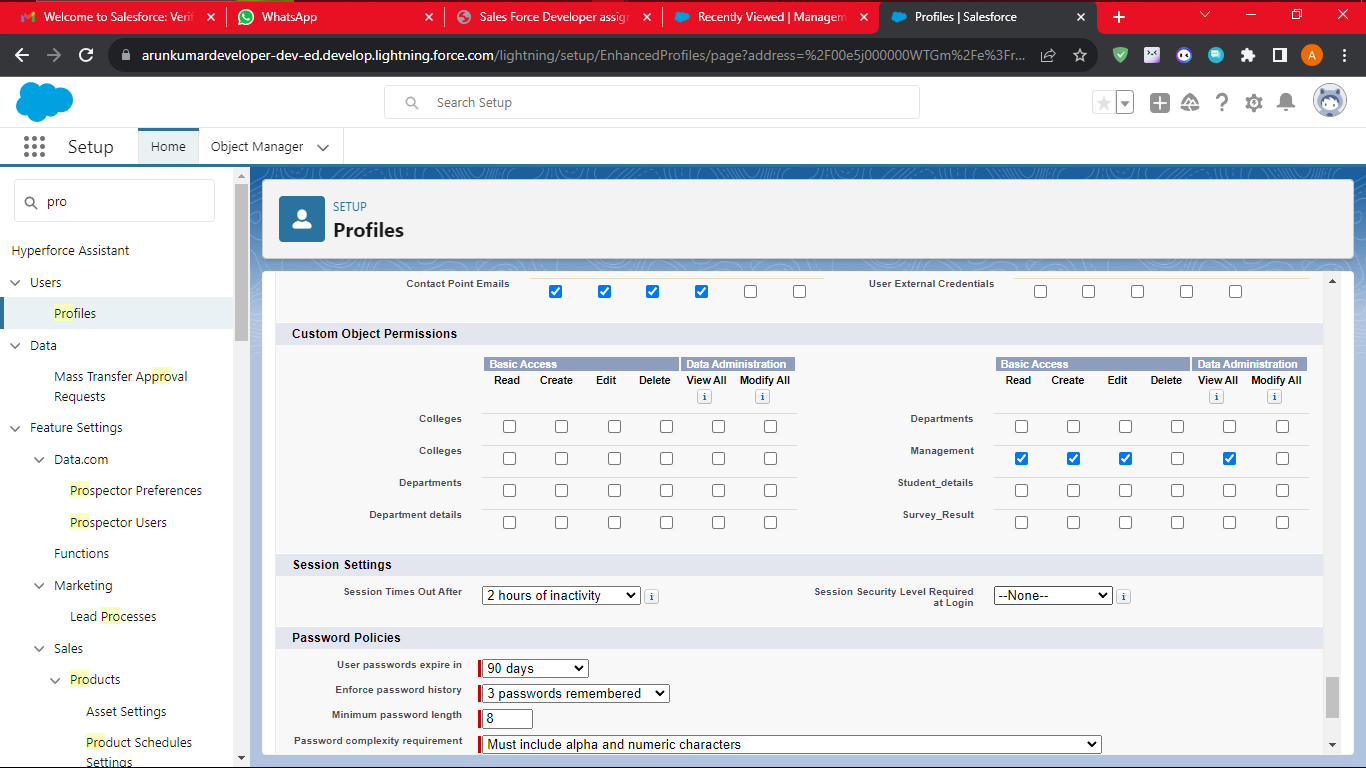 Welcome to Salesforce: Verif
WhatsApp
Sales Force Developer assign
Recently Viewed | Managem
Profiles | Salesforce
arunkumardeveloper-dev-ed.develop.lightning.force.com/lightning/setup/EnhancedProfiles/page?address=%2F00e5j000000WTGm%2Fe%3Fr...
A
Search Setup
Setup
Home
Object Manager
pro
Hyperforce Assistant
Users
Profiles
Data
Mass Transfer Approval
Requests
Feature Settings
Data.com
Prospector Preferences
Prospector Users
Functions
Marketing
Lead Processes
Sales
Products
Asset Settings
Product Schedules
Settings
SETUP
Profiles
Contact Point Emails
User External Credentials
Custom Object Permissions
Basic Access Data Administration Basic Access Data Administration
Read Create Edit Delete View All Modify All Read Create Edit Delete View All Modify All
i i i i
Colleges Departments
Colleges Management
Departments Student_details
Department details Survey_Result
Session Settings
Session Times Out After 2 hours of inactivity i
Session Security Level Required
at Login
--None-- i
Password Policies
User passwords expire in 90 days
Enforce password history 3 passwords remembered
Minimum password length 8
Password complexity requirement Must include alpha and numeric characters